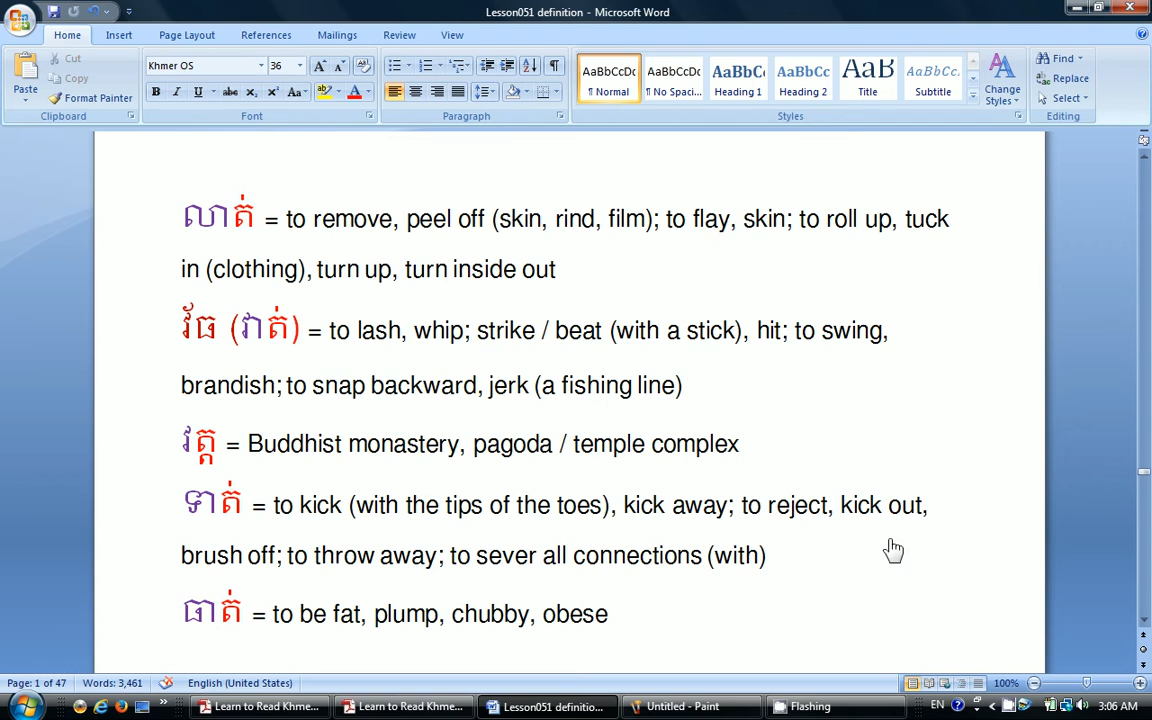 Lesson051 definition - Microsoft Word
Home Insert Page Layout References Mailings Review View
Paste Cut Copy Format Painter
Khmer OS 36
AaBbCcDc AaBbCcDc AaBbCc AaBbCc AaB AaBbCc.
¶ Normal ¶ No Spaci... Heading 1 Heading 2 Title Subtitle
Change Styles
Find Replace Select
Clipboard Font Paragraph Styles Editing
លាត់ = to remove, peel off (skin, rind, film); to flay, skin; to roll up, tuck
in (clothing), turn up, turn inside out
វ័ធ (វាត់) = to lash, whip; strike / beat (with a stick), hit; to swing,
brandish; to snap backward, jerk (a fishing line)
វត្ត = Buddhist monastery, pagoda / temple complex
ទាត់ = to kick (with the tips of the toes), kick away; to reject, kick out,
brush off; to throw away; to sever all connections (with)
ធាត់ = to be fat, plump, chubby, obese
Page: 1 of 47 Words: 3,461 English (United States) 100%
Learn to Read Khme... Learn to Read Khme... Lesson051 definitio... Untitled - Paint Flashing EN 3:06 AM